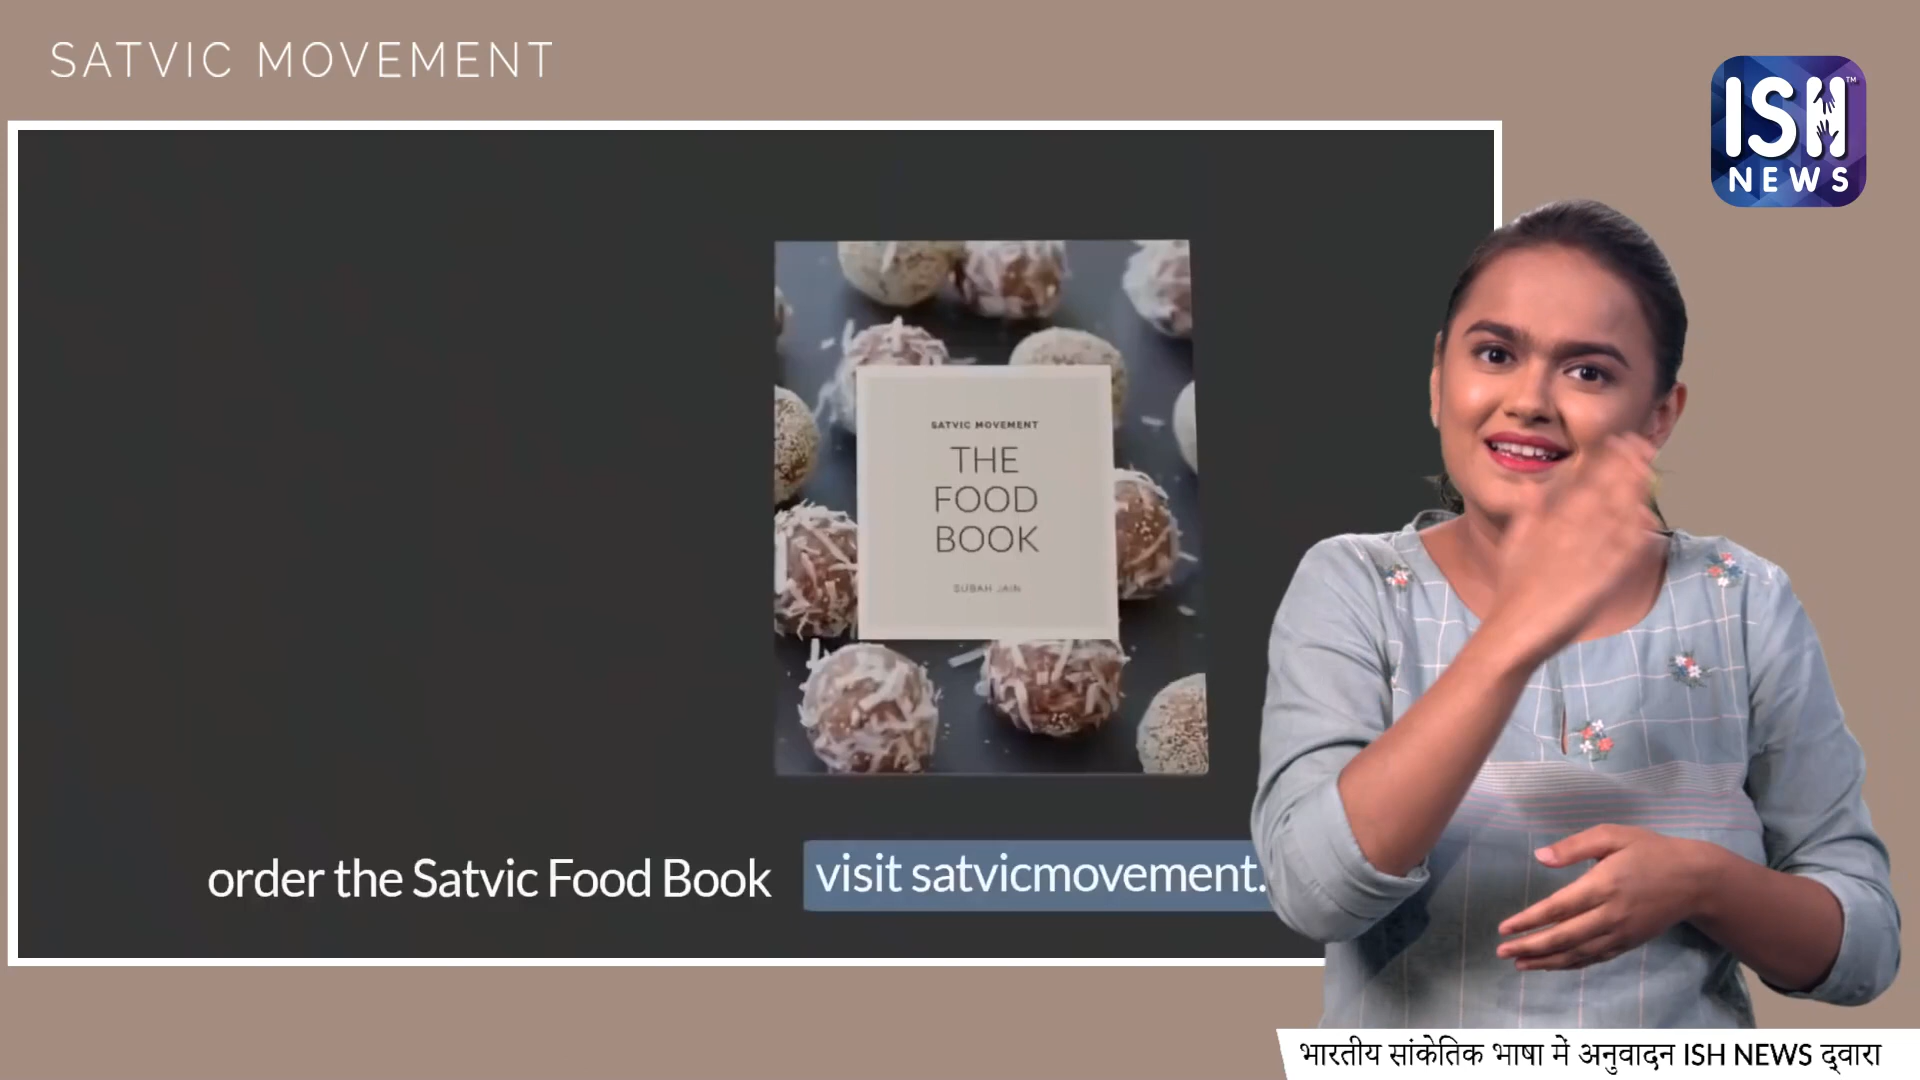 SATVIC MOVEMENT
ISH
NEWS
TM
SATVIC MOVEMENT
THE
FOOD
BOOK
SUBAH JAIN
order the Satvic Food Book
visit satvicmovement.
भारतीय सांकेतिक भाषा में अनुवादन ISH NEWS द्वारा